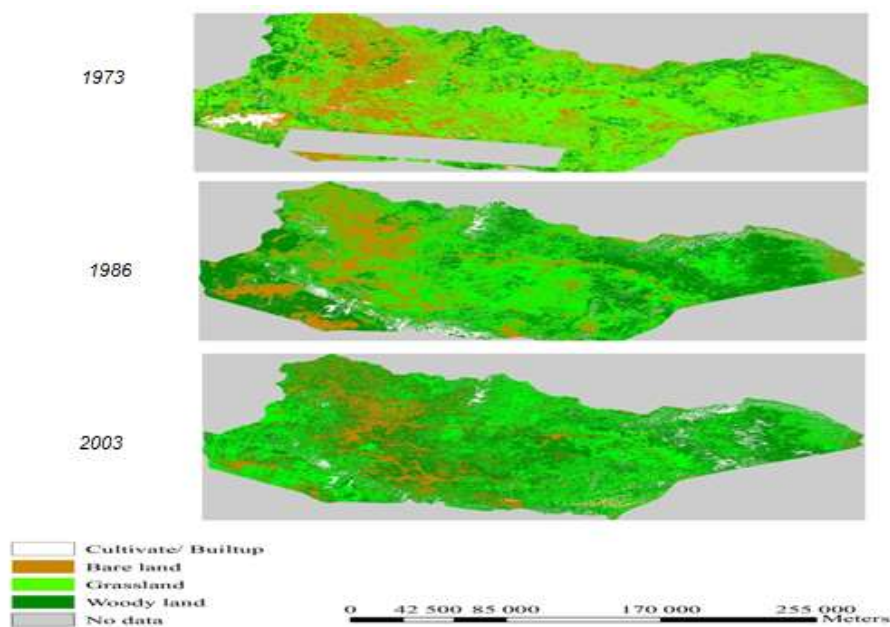 1973
1986
2003
Cultivate/ Builtup
Bare land
Grassland
Woody land
No data
0 42 500 85 000 170 000 255 000
Meters